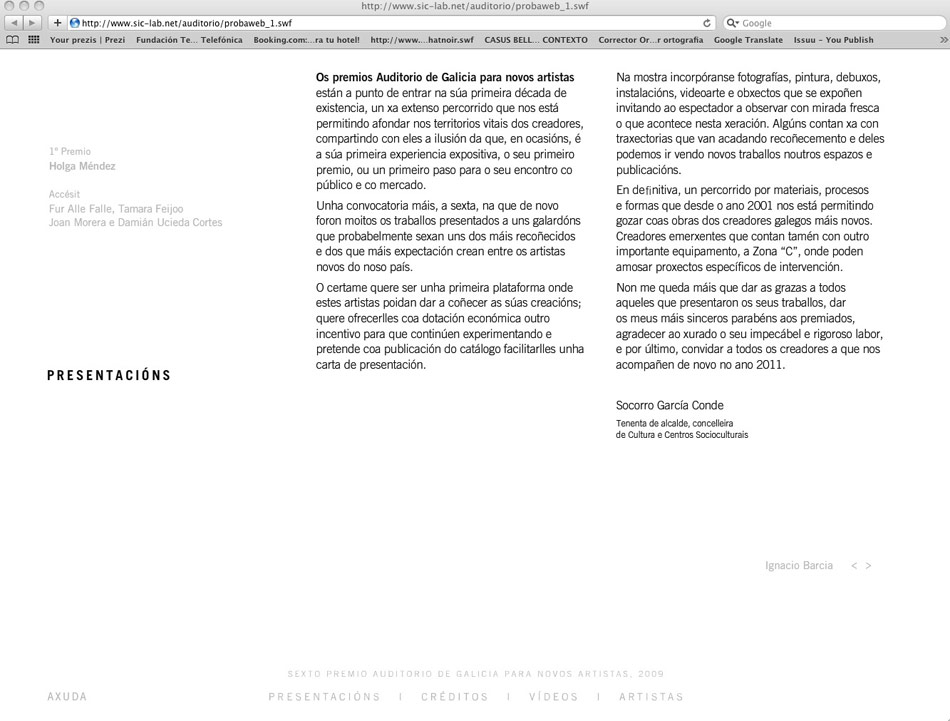 http://www.sic-lab.net/auditorio/probaweb_1.swf
http://www.sic-lab.net/auditorio/probaweb_1.swf
Google
Your prezis | Prezi Fundación Te... Telefónica Booking.com:...ra tu hotel! http://www....hatnoir.swf CASUS BELL... CONTEXTO Corrector Or...r ortografia Google Translate Issuu - You Publish
1º Premio
Holga Méndez
Accésit
Fur Alle Falle, Tamara Feijoo
Joan Morera e Damián Ucieda Cortes
PRESENTACIÓNS
Os premios Auditorio de Galicia para novos artistas
están a punto de entrar na súa primeira década de
existencia, un xa extenso percorrido que nos está
permitindo afondar nos territorios vitais dos creadores,
compartindo con eles a ilusión da que, en ocasións, é
a súa primeira experiencia expositiva, o seu primeiro
premio, ou un primeiro paso para o seu encontro co
público e co mercado.
Unha convocatoria máis, a sexta, na que de novo
foron moitos os traballos presentados a uns galardóns
que probabelmente sexan uns dos máis recoñecidos
e dos que máis expectación crean entre os artistas
novos do noso país.
O certame quere ser unha primeira plataforma onde
estes artistas poidan dar a coñecer as súas creacións;
quere ofrecerlles coa dotación económica outro
incentivo para que continúen experimentando e
pretende coa publicación do catálogo facilitarlles unha
carta de presentación.
Na mostra incorpóranse fotografías, pintura, debuxos,
instalacións, videoarte e obxectos que se expoñen
invitando ao espectador a observar con mirada fresca
o que acontece nesta xeración. Algúns contan xa con
traxectorias que van acadando recoñecemento e deles
podemos ir vendo novos traballos noutros espazos e
publicacións.
En definitiva, un percorrido por materiais, procesos
e formas que desde o ano 2001 nos está permitindo
gozar coas obras dos creadores galegos máis novos.
Creadores emerxentes que contan tamén con outro
importante equipamento, a Zona “C”, onde poden
amosar proxectos específicos de intervención.
Non me queda máis que dar as grazas a todos
aqueles que presentaron os seus traballos, dar
os meus máis sinceros parabéns aos premiados,
agradecer ao xurado o seu impecábel e rigoroso labor,
e por último, convidar a todos os creadores a que nos
acompañen de novo no ano 2011.
Socorro García Conde
Tenenta de alcalde, concelleira
de Cultura e Centros Socioculturais
Ignacio Barcia < >
SEXTO PREMIO AUDITORIO DE GALICIA PARA NOVOS ARTISTAS, 2009
AXUDA PRESENTACIÓNS | CRÉDITOS | VÍDEOS | ARTISTAS